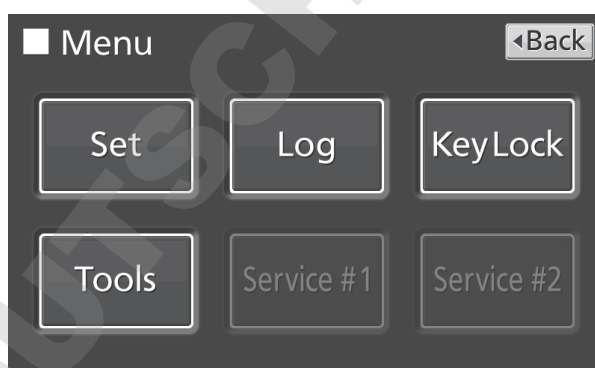 Menu
◂Back
Set
Log
KeyLock
Tools
Service #1
Service #2